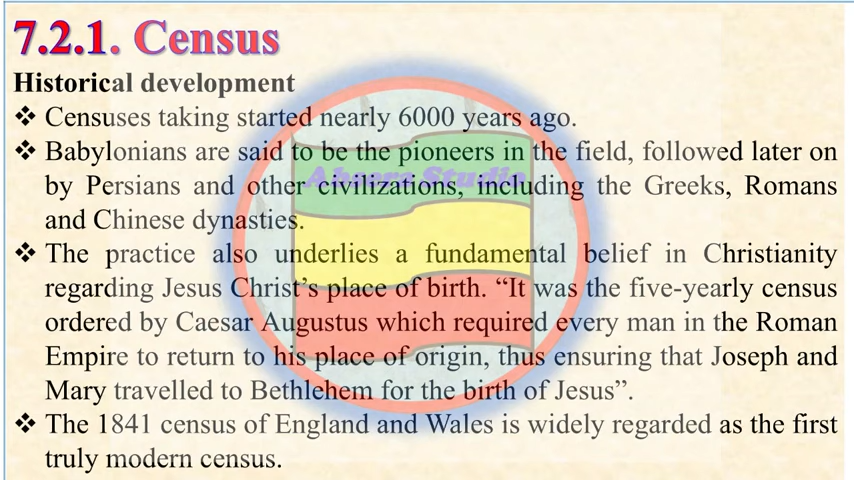 7.2.1. Census
Historical development
❖ Censuses taking started nearly 6000 years ago.
❖ Babylonians are said to be the pioneers in the field, followed later on
by Persians and other civilizations, including the Greeks, Romans
and Chinese dynasties.
❖ The practice also underlies a fundamental belief in Christianity
regarding Jesus Christ’s place of birth. “It was the five-yearly census
ordered by Caesar Augustus which required every man in the Roman
Empire to return to his place of origin, thus ensuring that Joseph and
Mary travelled to Bethlehem for the birth of Jesus”.
❖ The 1841 census of England and Wales is widely regarded as the first
truly modern census.